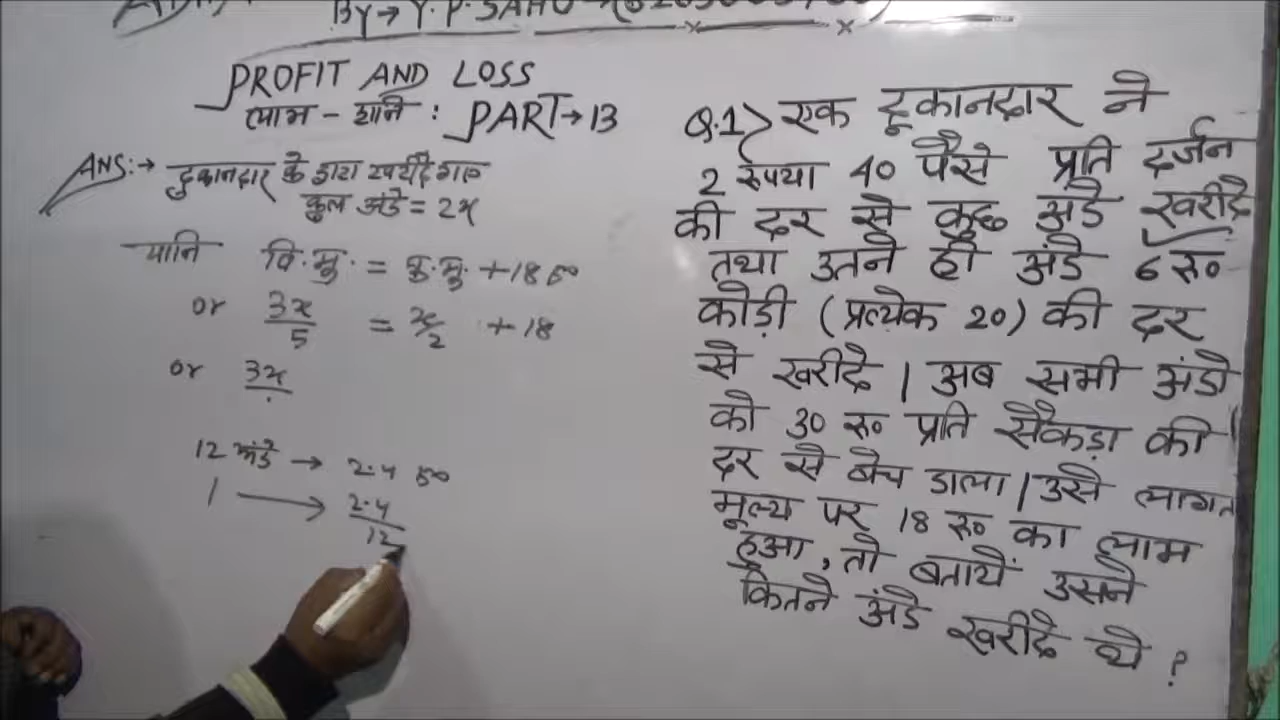 By → Y. P. SAHU
PROFIT AND LOSS
लाभ - हानि : PART → 13
ANS: → दुकानदार के द्वारा खरीदे गए
कुल अंडे = 2x
यानि वि. मु. = क्र. मु. + 18 रु०
or 3x/5 = x/2 + 18
or 3x
12 अंडे → 2.4 रु०
1 → 2.4/12
Q.1> एक दूकानदार ने
2 रुपया 40 पैसे प्रति दर्जन
की दर से कुछ अंडे खरीदे
तथा उतने ही अंडे 6 रु०
कोड़ी (प्रत्येक 20) की दर
से खरीदे | अब सभी अंडो
को 30 रु० प्रति सैकड़ा की
दर से बेच डाला | उसे लागत
मूल्य पर 18 रु० का लाभ
हुआ, तो बतायें उसने
कितने अंडे खरीदे थे ?